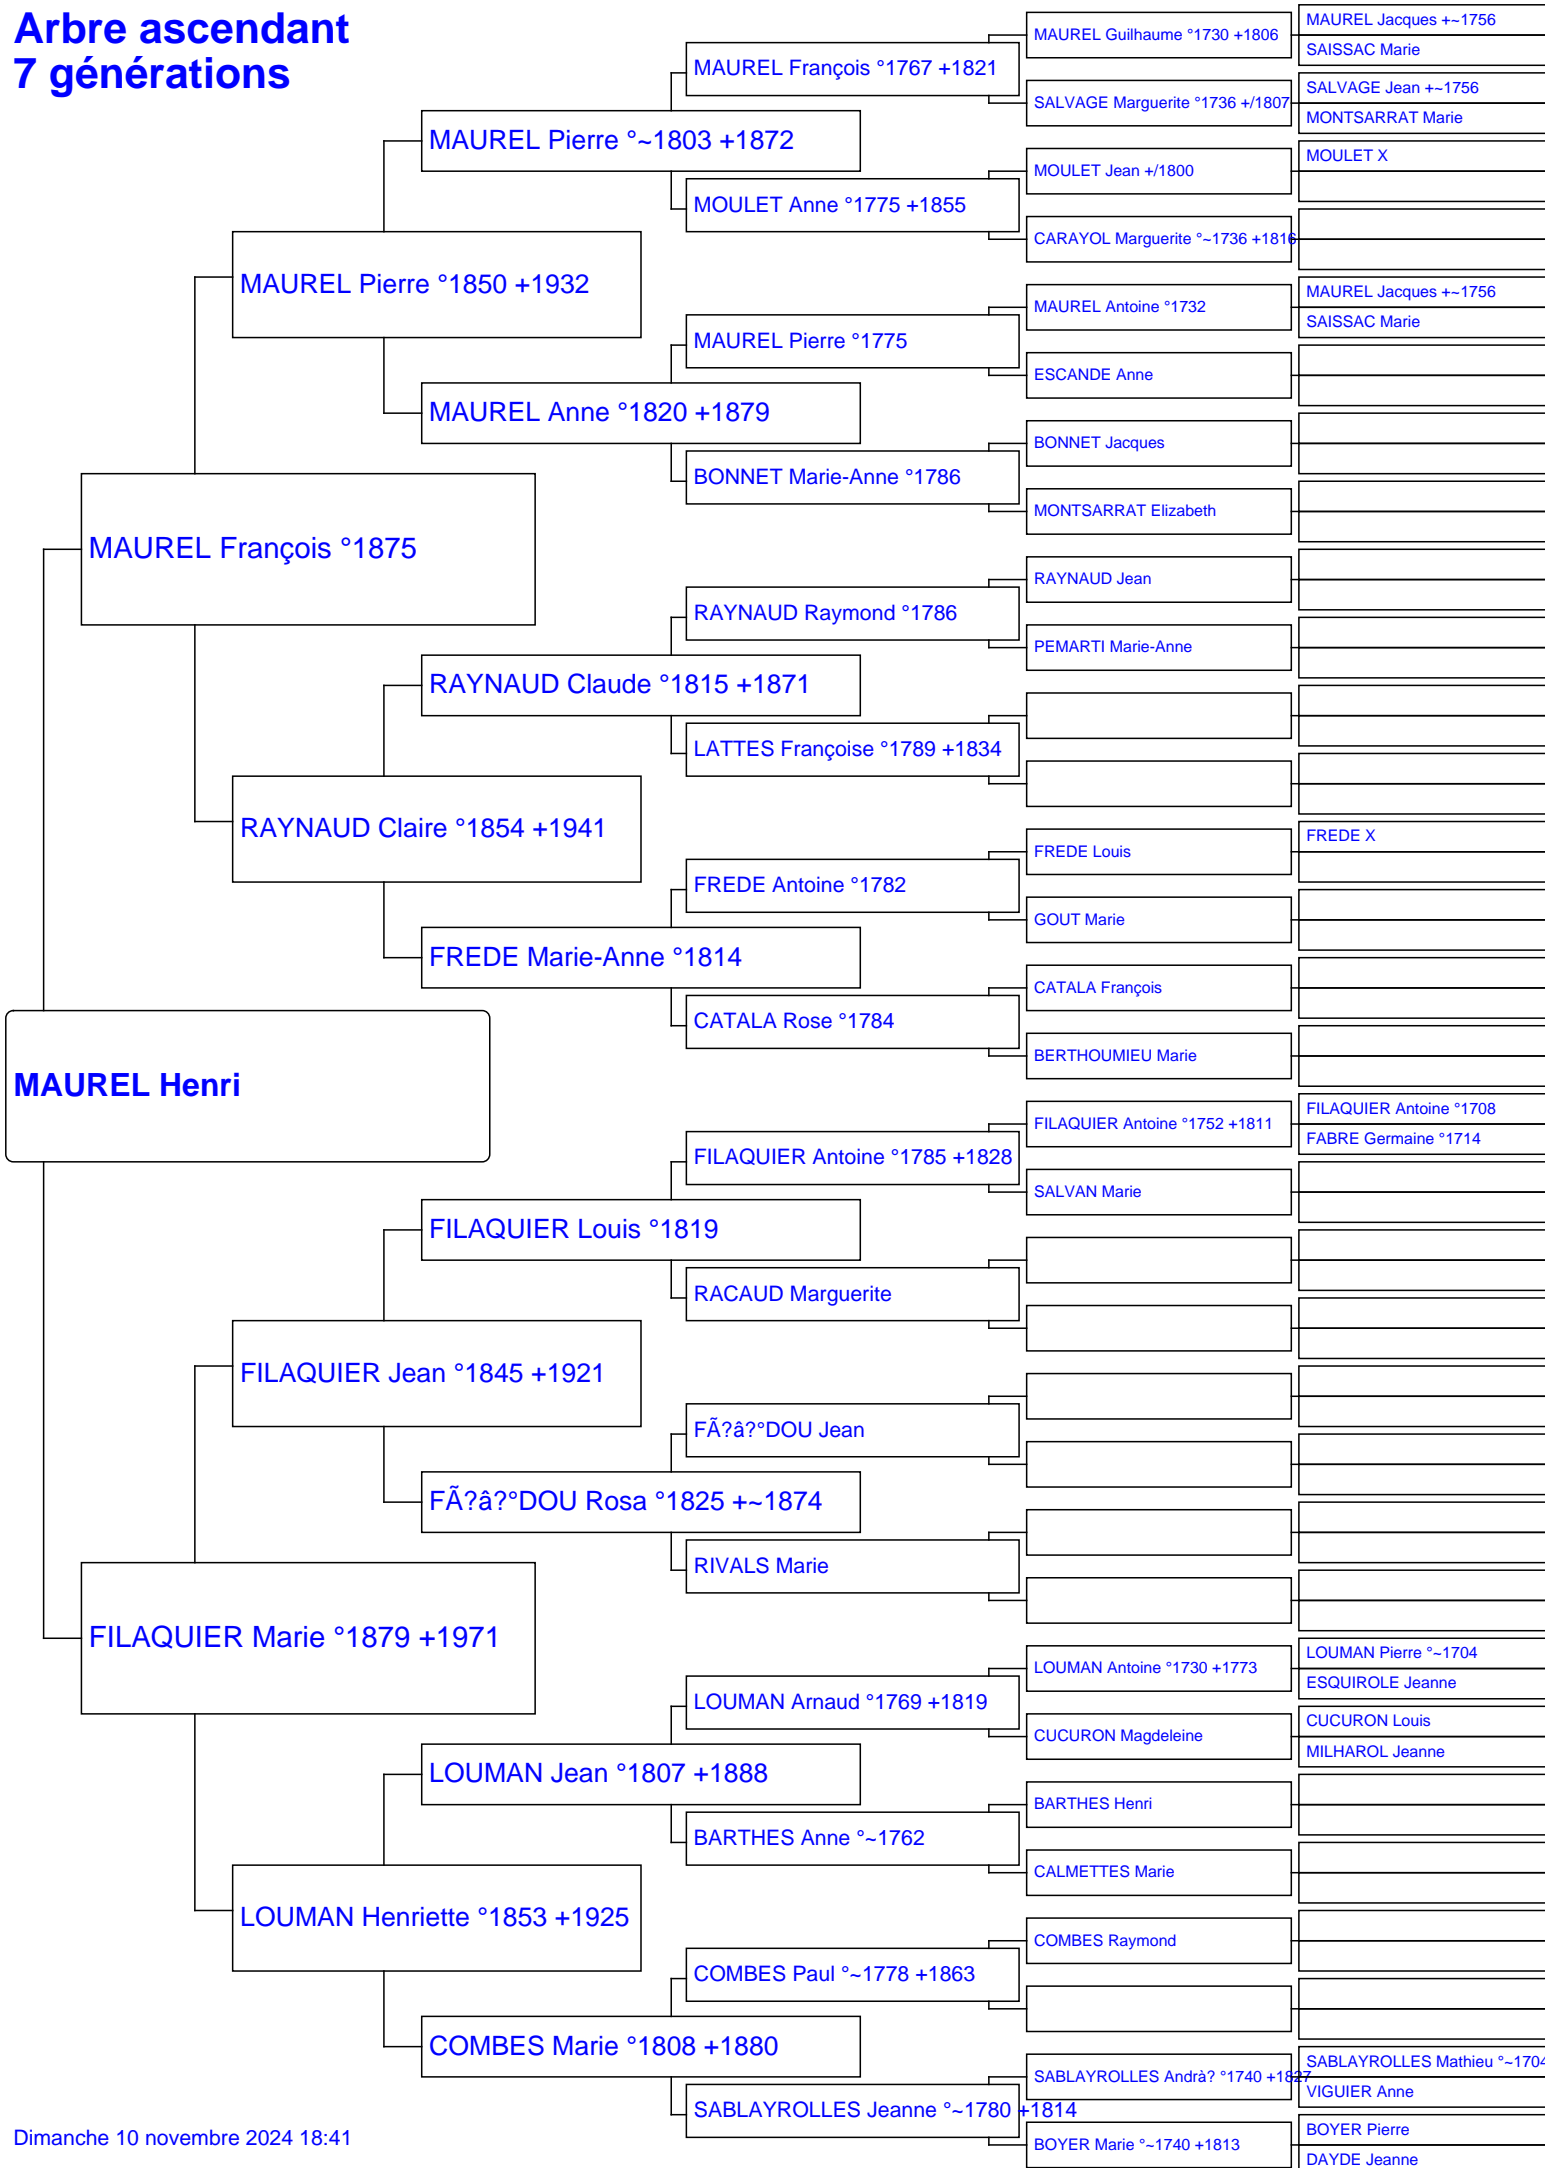 Arbre ascendant
7 générations
MAUREL Henri
MAUREL François °1875
FILAQUIER Marie °1879 +1971
MAUREL Pierre °1850 +1932
RAYNAUD Claire °1854 +1941
FILAQUIER Jean °1845 +1921
LOUMAN Henriette °1853 +1925
MAUREL Pierre °~1803 +1872
MAUREL Anne °1820 +1879
RAYNAUD Claude °1815 +1871
FREDE Marie-Anne °1814
FILAQUIER Louis °1819
FÃ?â?°DOU Rosa °1825 +~1874
LOUMAN Jean °1807 +1888
COMBES Marie °1808 +1880
MAUREL François °1767 +1821
MOULET Anne °1775 +1855
MAUREL Pierre °1775
BONNET Marie-Anne °1786
RAYNAUD Raymond °1786
LATTES Françoise °1789 +1834
FREDE Antoine °1782
CATALA Rose °1784
FILAQUIER Antoine °1785 +1828
RACAUD Marguerite
FÃ?â?°DOU Jean
RIVALS Marie
LOUMAN Arnaud °1769 +1819
BARTHES Anne °~1762
COMBES Paul °~1778 +1863
SABLAYROLLES Jeanne °~1780 +1814
MAUREL Guilhaume °1730 +1806
SALVAGE Marguerite °1736 +/1807
MOULET Jean +/1800
CARAYOL Marguerite °~1736 +1816
MAUREL Antoine °1732
ESCANDE Anne
BONNET Jacques
MONTSARRAT Elizabeth
RAYNAUD Jean
PEMARTI Marie-Anne
FREDE Louis
GOUT Marie
CATALA François
BERTHOUMIEU Marie
FILAQUIER Antoine °1752 +1811
SALVAN Marie
LOUMAN Antoine °1730 +1773
CUCURON Magdeleine
BARTHES Henri
CALMETTES Marie
COMBES Raymond
SABLAYROLLES Andrà? °1740 +1827
BOYER Marie °~1740 +1813
MAUREL Jacques +~1756
SAISSAC Marie
SALVAGE Jean +~1756
MONTSARRAT Marie
MOULET X
MAUREL Jacques +~1756
SAISSAC Marie
FREDE X
FILAQUIER Antoine °1708
FABRE Germaine °1714
LOUMAN Pierre °~1704
ESQUIROLE Jeanne
CUCURON Louis
MILHAROL Jeanne
SABLAYROLLES Mathieu °~1704
VIGUIER Anne
BOYER Pierre
DAYDE Jeanne
Dimanche 10 novembre 2024 18:41